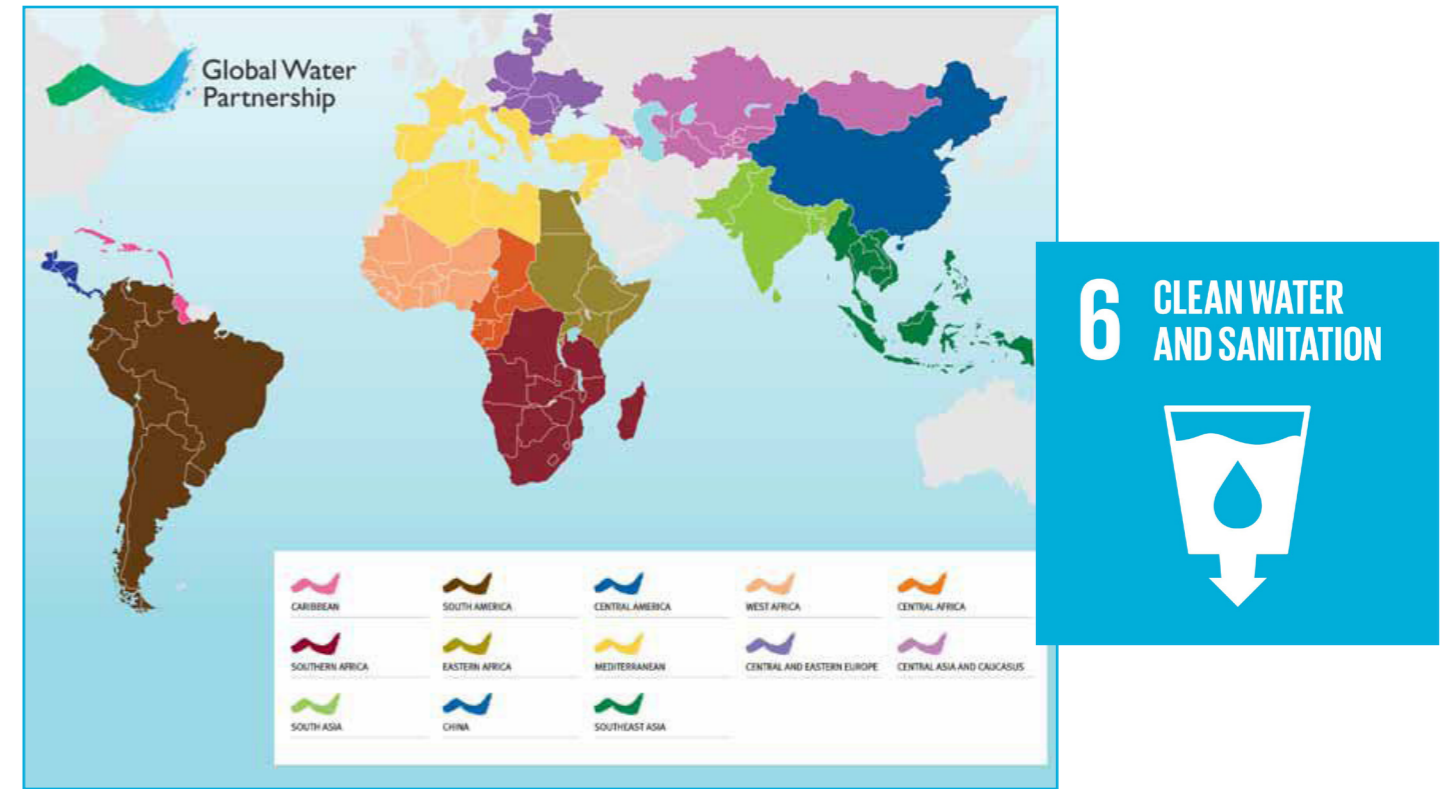 Global Water
Partnership
6 CLEAN WATER
AND SANITATION
CARIBBEAN
SOUTH AMERICA
CENTRAL AMERICA
WEST AFRICA
CENTRAL AFRICA
SOUTHERN AFRICA
EASTERN AFRICA
MEDITERRANEAN
CENTRAL AND EASTERN EUROPE
CENTRAL ASIA AND CAUCASUS
SOUTH ASIA
CHINA
SOUTHEAST ASIA